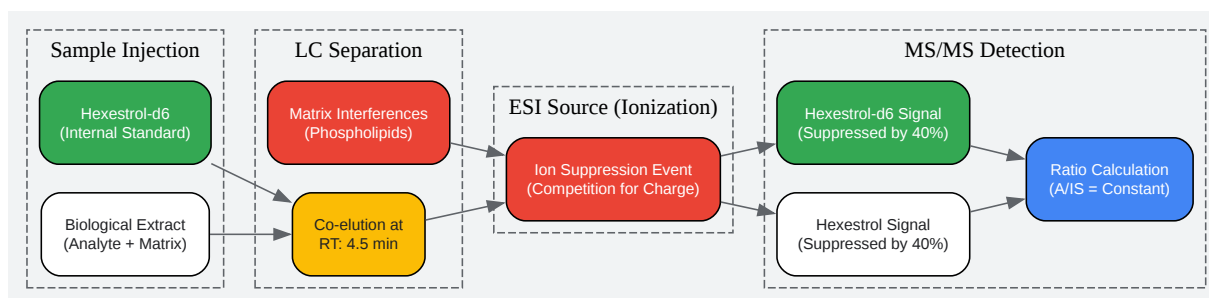 Sample Injection
Hexestrol-d6
(Internal Standard)
Biological Extract
(Analyte + Matrix)
LC Separation
Matrix Interferences
(Phospholipids)
Co-elution at
RT: 4.5 min
ESI Source (Ionization)
Ion Suppression Event
(Competition for Charge)
MS/MS Detection
Hexestrol-d6 Signal
(Suppressed by 40%)
Hexestrol Signal
(Suppressed by 40%)
Ratio Calculation
(A/IS = Constant)